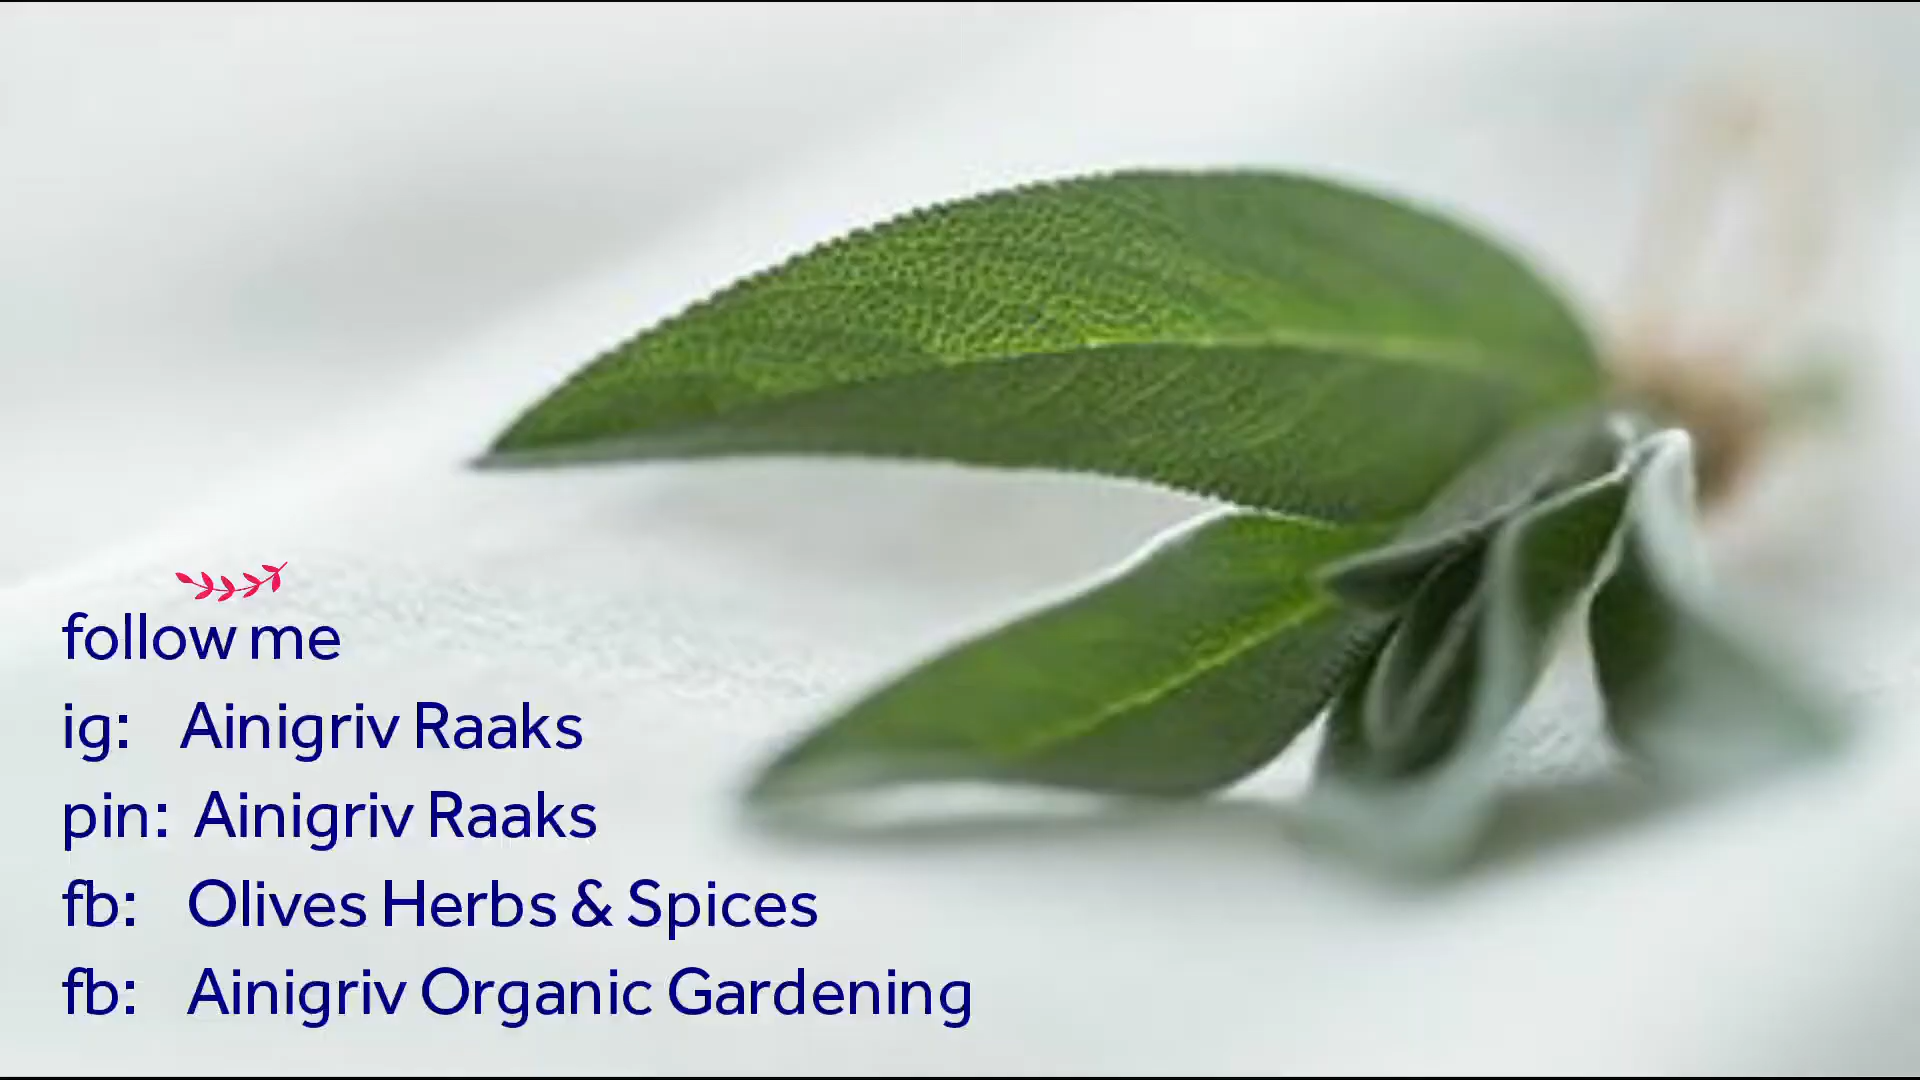 follow me
ig: Ainigriv Raaks
pin: Ainigriv Raaks
fb: Olives Herbs & Spices
fb: Ainigriv Organic Gardening